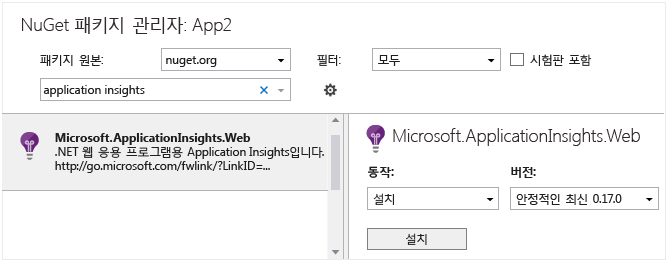 NuGet 패키지 관리자: App2
패키지 원본: nuget.org 필터: 모두 시험판 포함
application insights
Microsoft.ApplicationInsights.Web
.NET 웹 응용 프로그램용 Application Insights입니다.
http://go.microsoft.com/fwlink/?LinkID=...
Microsoft.ApplicationInsights.Web
동작: 버전:
설치 안정적인 최신 0.17.0
설치